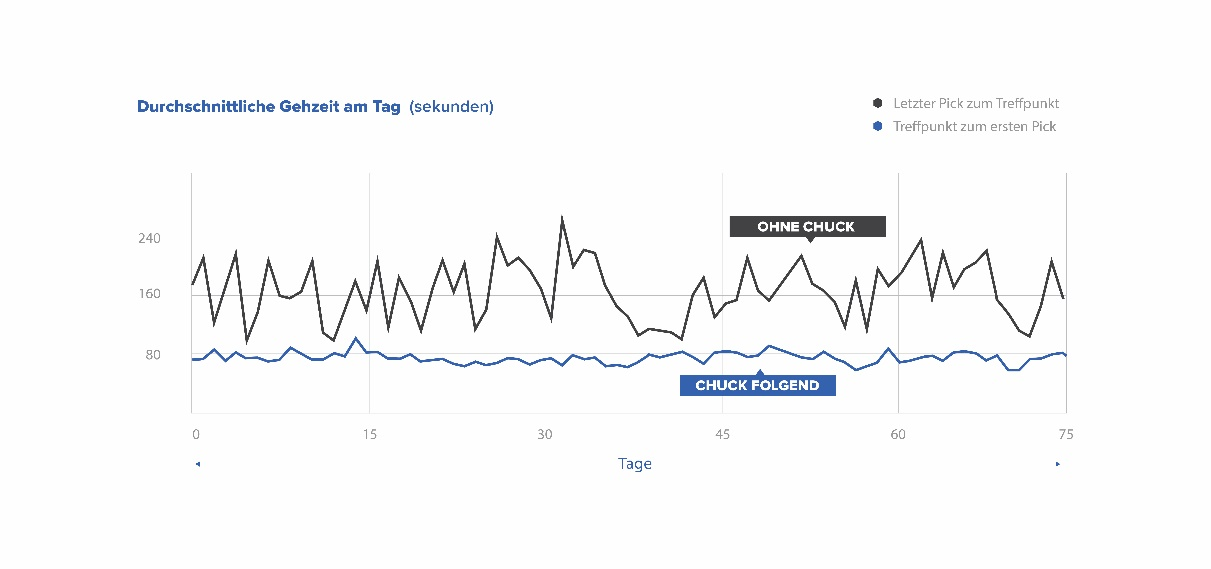 Durchschnittliche Gehzeit am Tag (sekunden)
Letzter Pick zum Treffpunkt
Treffpunkt zum ersten Pick
OHNE CHUCK
240
160
80
CHUCK FOLGEND
0 15 30 45 60 75
Tage